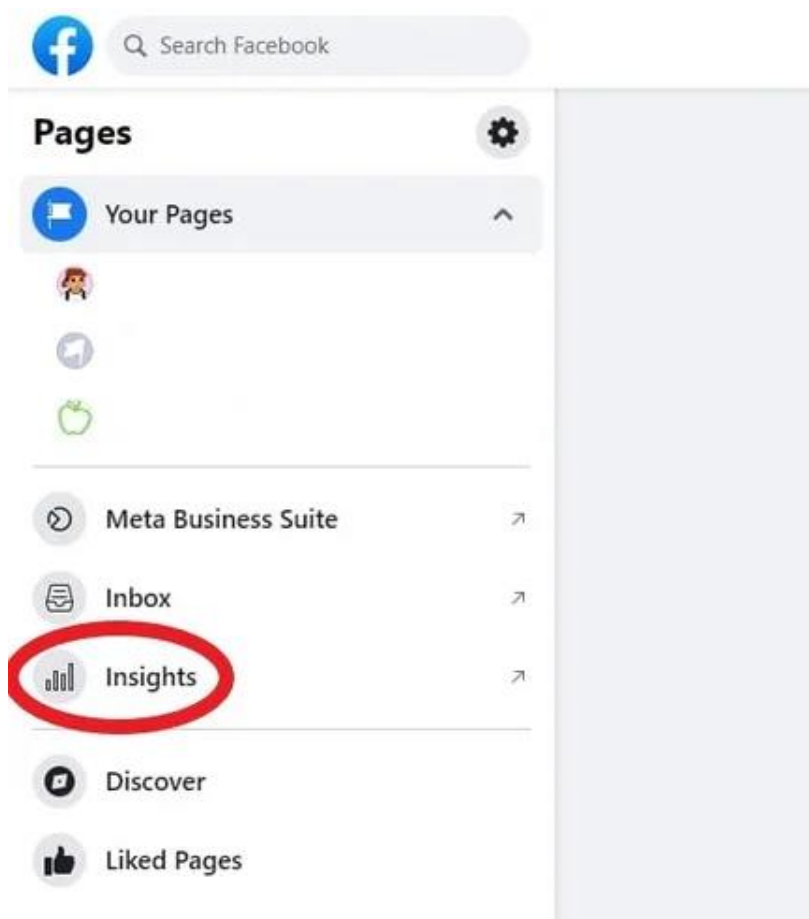 Search Facebook
Pages
Your Pages
Meta Business Suite
Inbox
Insights
Discover
Liked Pages